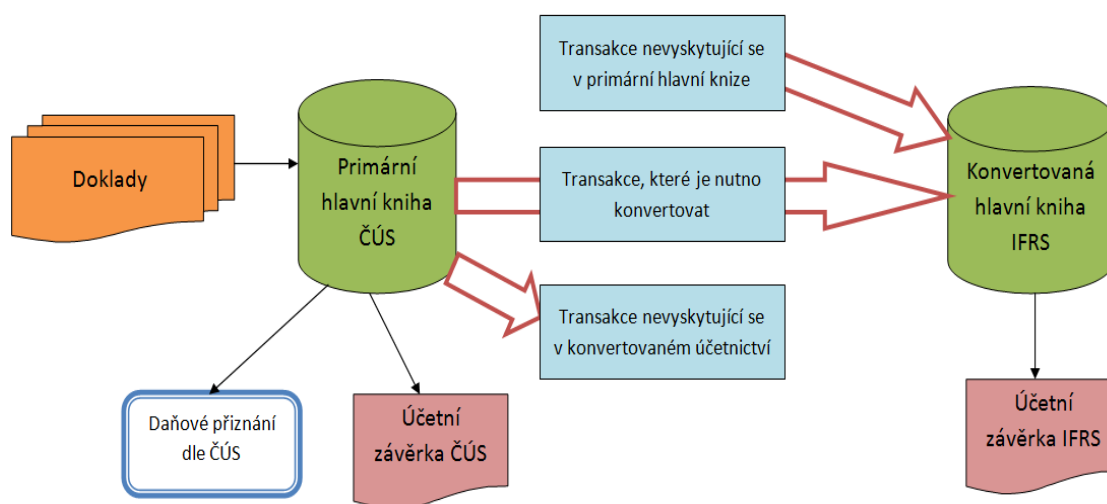 Doklady
Primární
hlavní kniha
ČÚS
Transakce nevyskytující se
v primární hlavní knize
Transakce, které je nutno
konvertovat
Transakce nevyskytující se
v konvertovaném účetnictví
Konvertovaná
hlavní kniha
IFRS
Daňové přiznání
dle ČÚS
Účetní
závěrka ČÚS
Účetní
závěrka IFRS